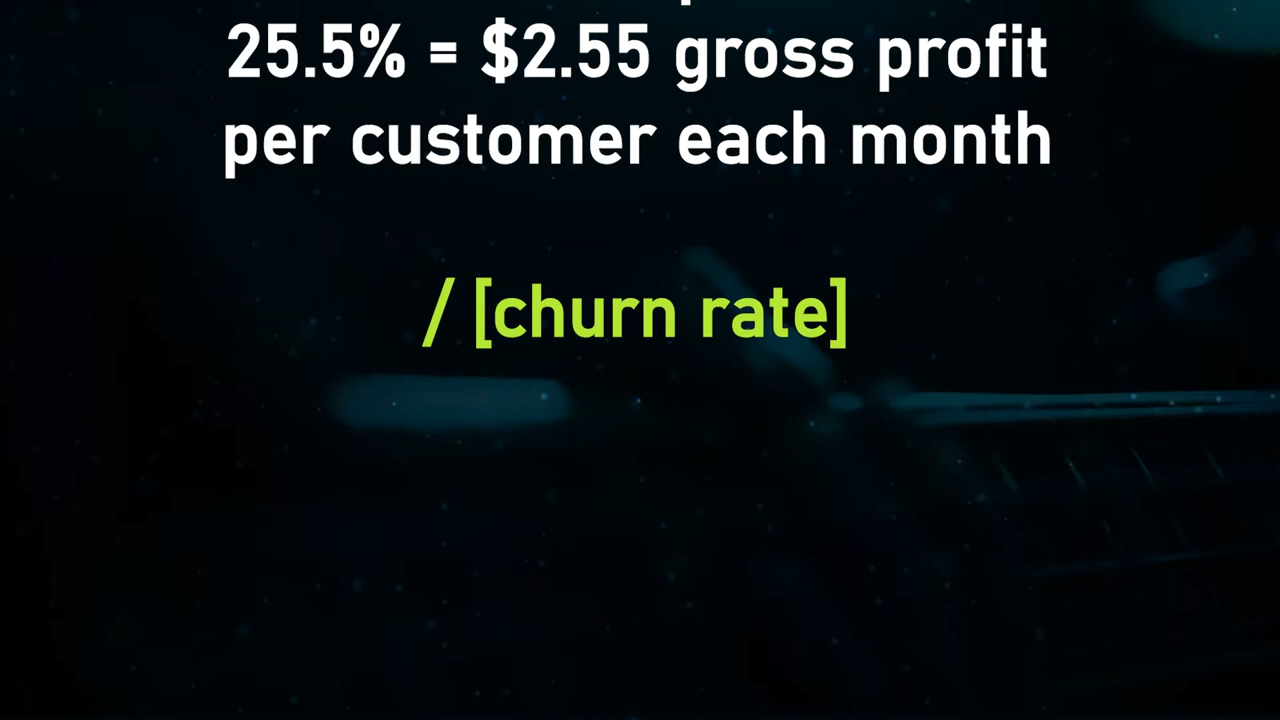 25.5% = $2.55 gross profit
per customer each month
/ [churn rate]